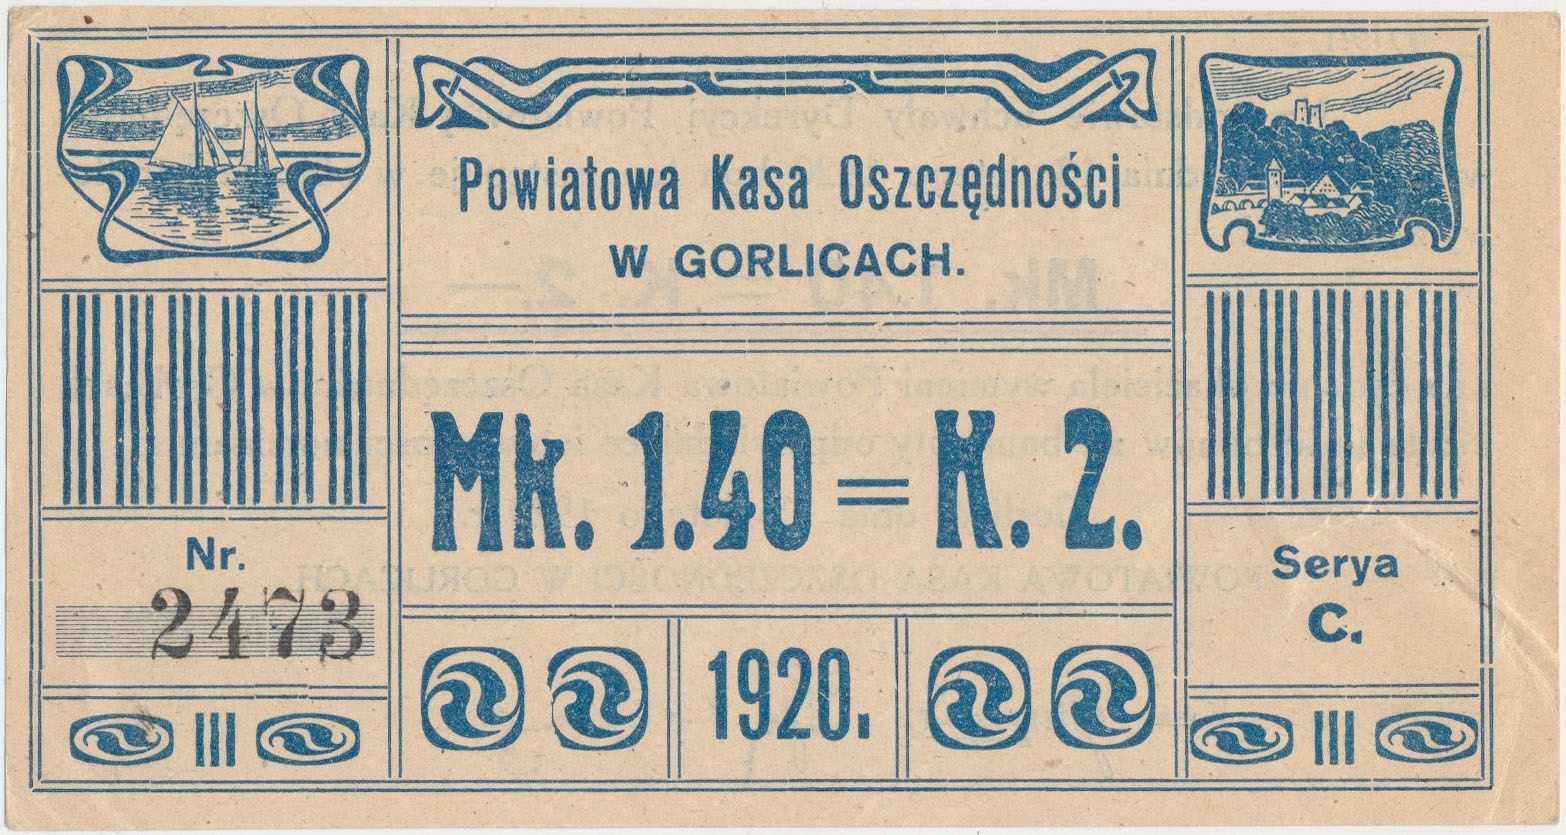 Powiatowa Kasa Oszczędności
W GORLICACH.
Mk. 1.40 = K. 2.
Nr.
2473
Serya
C.
1920.